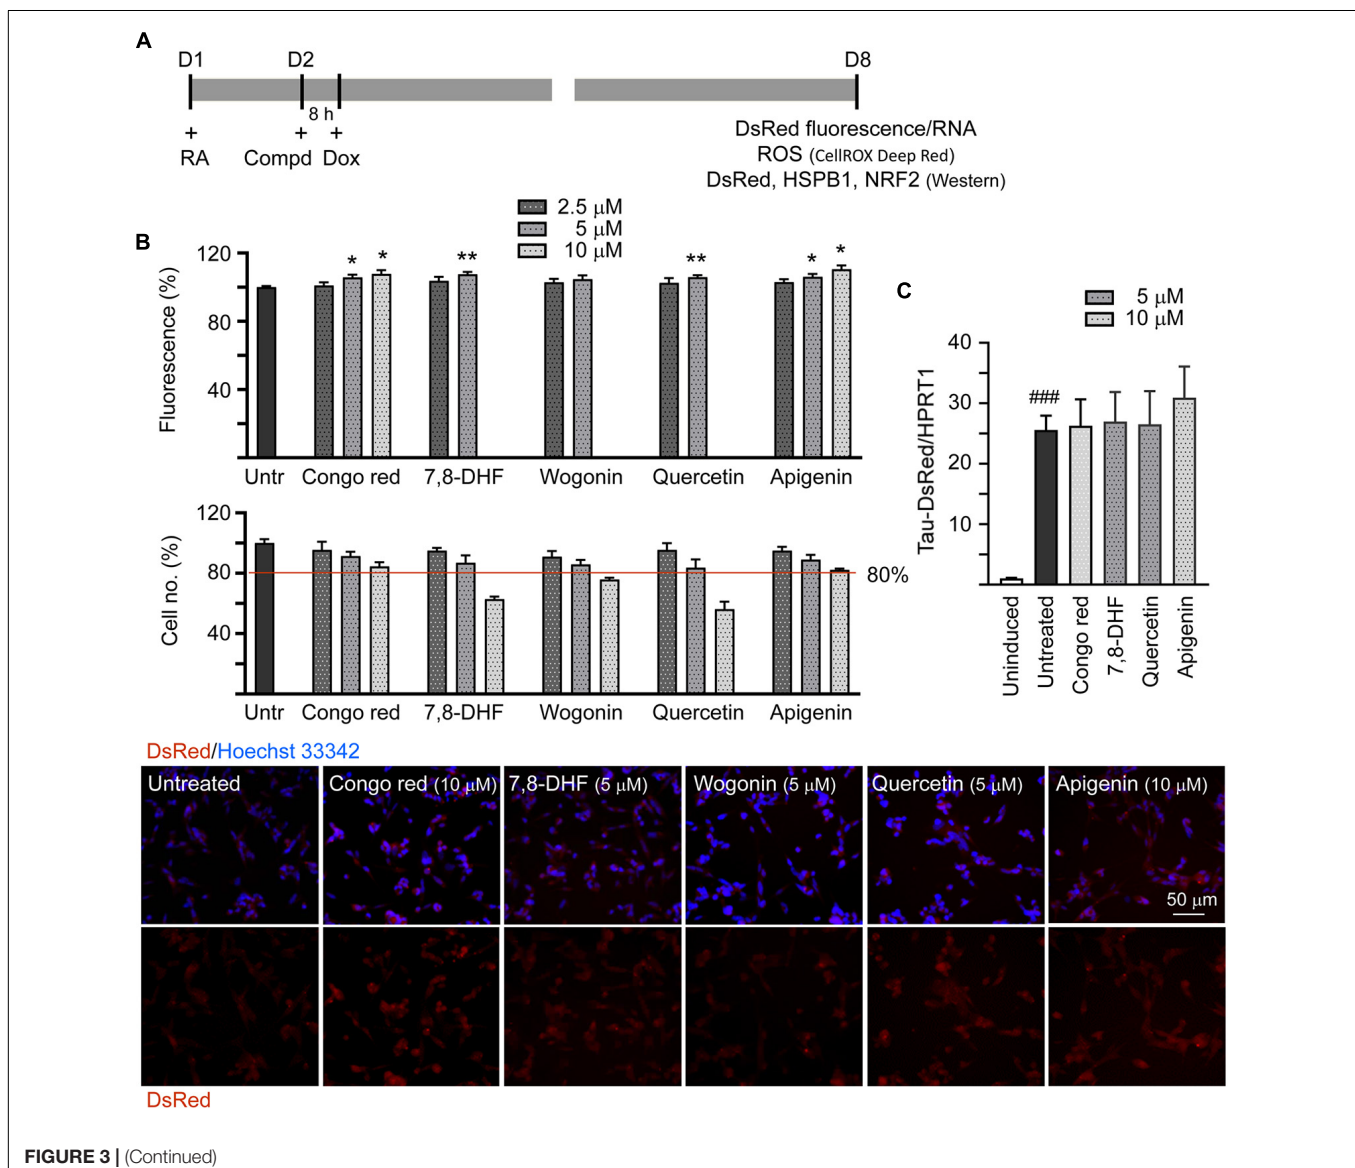 A
D1 D2 D8
8 h
+ + +
RA Compd Dox
DsRed fluorescence/RNA
ROS (CellROX Deep Red)
DsRed, HSPB1, NRF2 (Western)
B
2.5 µM
5 µM
10 µM
Fluorescence (%)
120
80
40
* * ** ** * *
Untr Congo red 7,8-DHF Wogonin Quercetin Apigenin
Cell no. (%)
120
80
40
80%
Untr Congo red 7,8-DHF Wogonin Quercetin Apigenin
C
5 µM
10 µM
Tau-DsRed/HPRT1
40
30
20
10
###
Uninduced
Untreated
Congo red
7,8-DHF
Quercetin
Apigenin
DsRed/Hoechst 33342
Untreated Congo red (10 µM) 7,8-DHF (5 µM) Wogonin (5 µM) Quercetin (5 µM) Apigenin (10 µM)
50 µm
DsRed
FIGURE 3 | (Continued)